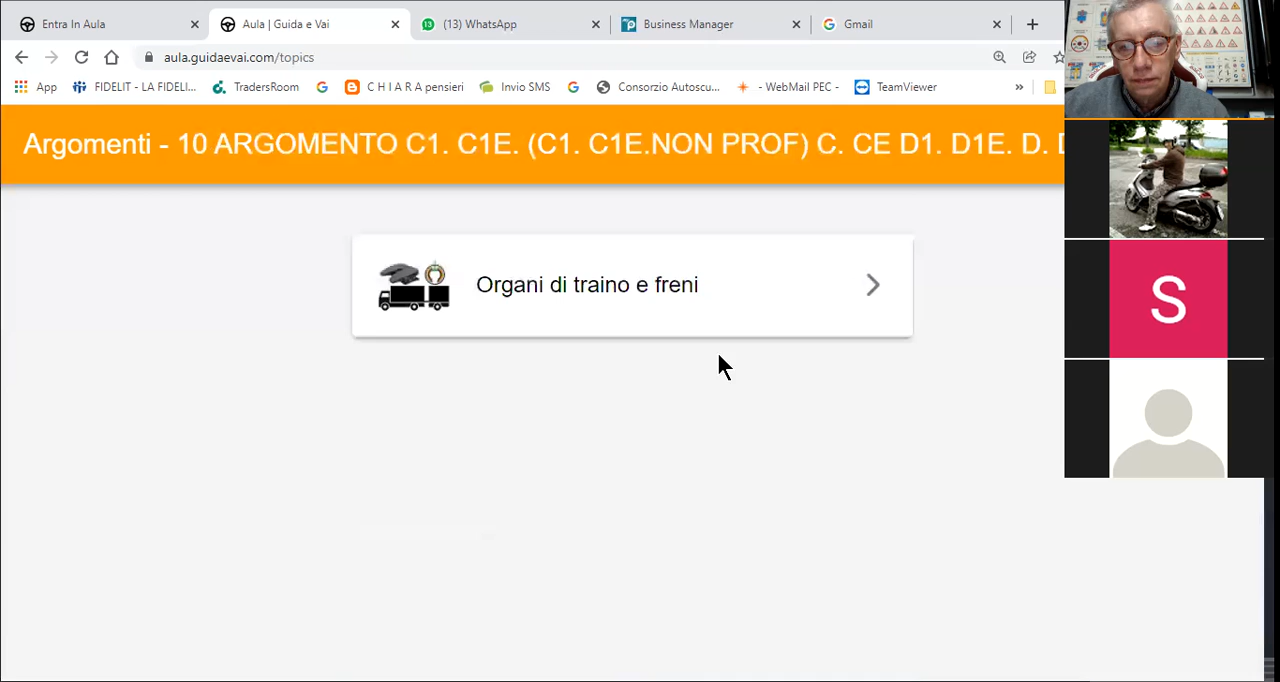 Entra In Aula
Aula | Guida e Vai
(13) WhatsApp
Business Manager
Gmail
aula.guidaevai.com/topics
App
FIDELIT - LA FIDELI...
TradersRoom
C H I A R A pensieri
Invio SMS
Consorzio Autoscu...
- WebMail PEC -
TeamViewer
»
Argomenti - 10 ARGOMENTO C1. C1E. (C1. C1E.NON PROF) C. CE D1. D1E. D.
Organi di traino e freni
S